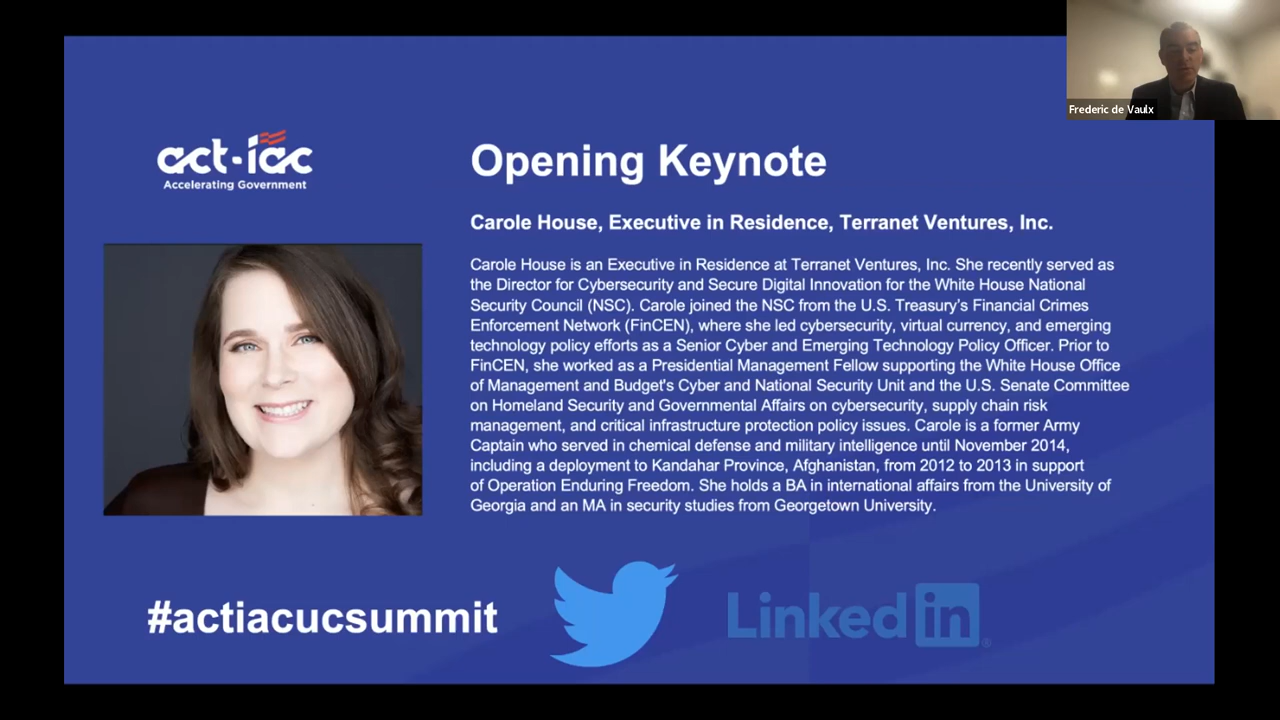 Frederic de Vaulx
act-iac
Accelerating Government
Opening Keynote
Carole House, Executive in Residence, Terranet Ventures, Inc.
Carole House is an Executive in Residence at Terranet Ventures, Inc. She recently served as
the Director for Cybersecurity and Secure Digital Innovation for the White House National
Security Council (NSC). Carole joined the NSC from the U.S. Treasury's Financial Crimes
Enforcement Network (FinCEN), where she led cybersecurity, virtual currency, and emerging
technology policy efforts as a Senior Cyber and Emerging Technology Policy Officer. Prior to
FinCEN, she worked as a Presidential Management Fellow supporting the White House Office
of Management and Budget's Cyber and National Security Unit and the U.S. Senate Committee
on Homeland Security and Governmental Affairs on cybersecurity, supply chain risk
management, and critical infrastructure protection policy issues. Carole is a former Army
Captain who served in chemical defense and military intelligence until November 2014,
including a deployment to Kandahar Province, Afghanistan, from 2012 to 2013 in support
of Operation Enduring Freedom. She holds a BA in international affairs from the University of
Georgia and an MA in security studies from Georgetown University.
#actiacucsummit
Linkedin®